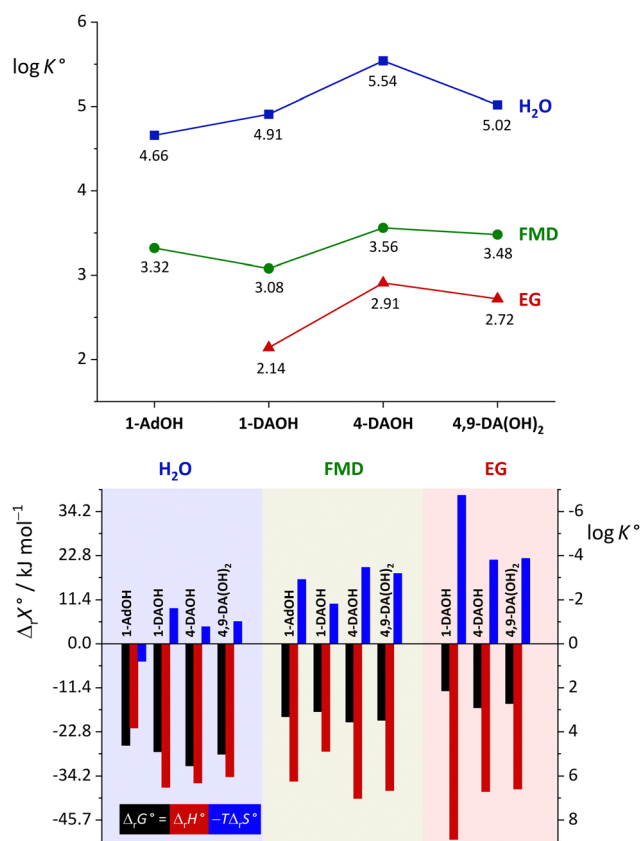 6
log K°
5.54
5
4.91
5.02
H₂O
4.66
4
FMD
3.56
3.48
3.32
3
3.08
2.91
2.72
EG
2
2.14
1-AdOH 1-DAOH 4-DAOH 4,9-DA(OH)₂
H₂O FMD EG
ΔᵣX° / kJ mol⁻¹
34.2
22.8
11.4
0.0
-11.4
-22.8
-34.2
-45.7
1-AdOH
1-DAOH
4-DAOH
4,9-DA(OH)₂
1-AdOH
1-DAOH
4-DAOH
4,9-DA(OH)₂
1-DAOH
4-DAOH
4,9-DA(OH)₂
log K°
-6
-4
-2
0
2
4
6
8
ΔᵣG° = ΔᵣH° −TΔᵣS°